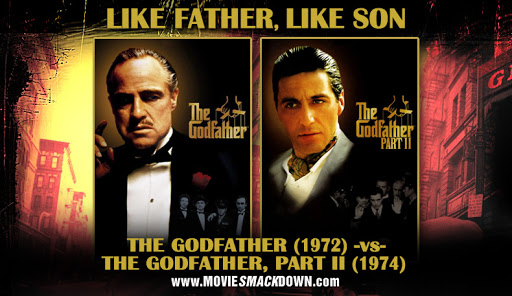 LIKE FATHER, LIKE SON
The
Godfather
The
Godfather
PART II
THE GODFATHER (1972) -vs-
THE GODFATHER, PART II (1974)
www.MOVIESMACKDOWN.com